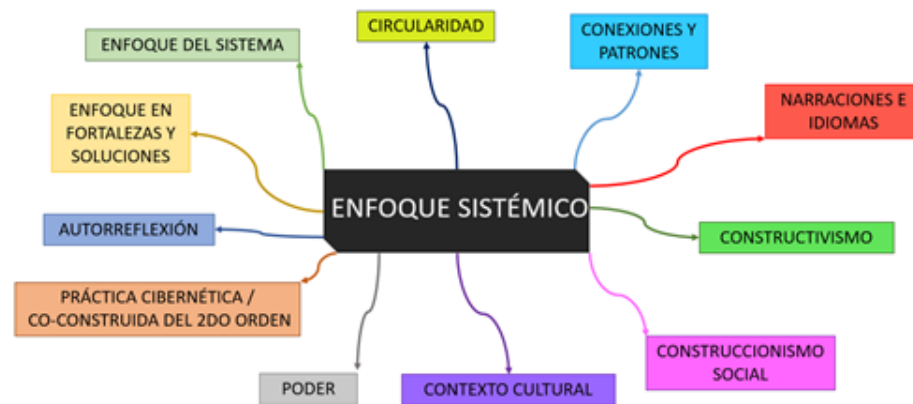 CIRCULARIDAD
ENFOQUE DEL SISTEMA
CONEXIONES Y
PATRONES
ENFOQUE EN
FORTALEZAS Y
SOLUCIONES
NARRACIONES E
IDIOMAS
ENFOQUE SISTÉMICO
AUTORREFLEXIÓN
CONSTRUCTIVISMO
PRÁCTICA CIBERNÉTICA /
CO-CONSTRUIDA DEL 2DO ORDEN
CONSTRUCCIONISMO
SOCIAL
PODER
CONTEXTO CULTURAL